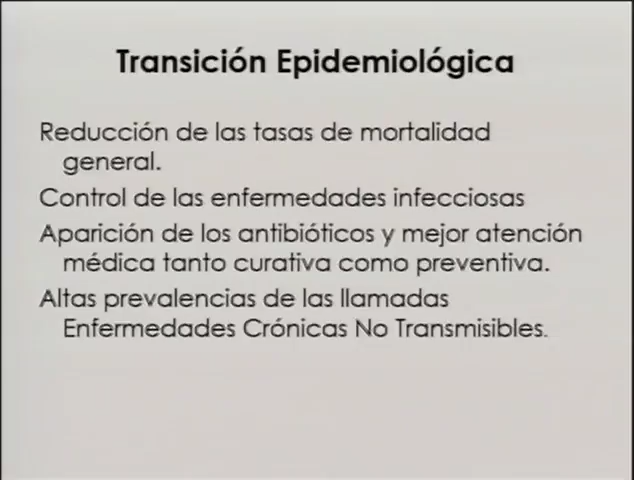 Transición Epidemiológica
Reducción de las tasas de mortalidad
general.
Control de las enfermedades infecciosas
Aparición de los antibióticos y mejor atención
médica tanto curativa como preventiva.
Altas prevalencias de las llamadas
Enfermedades Crónicas No Transmisibles.